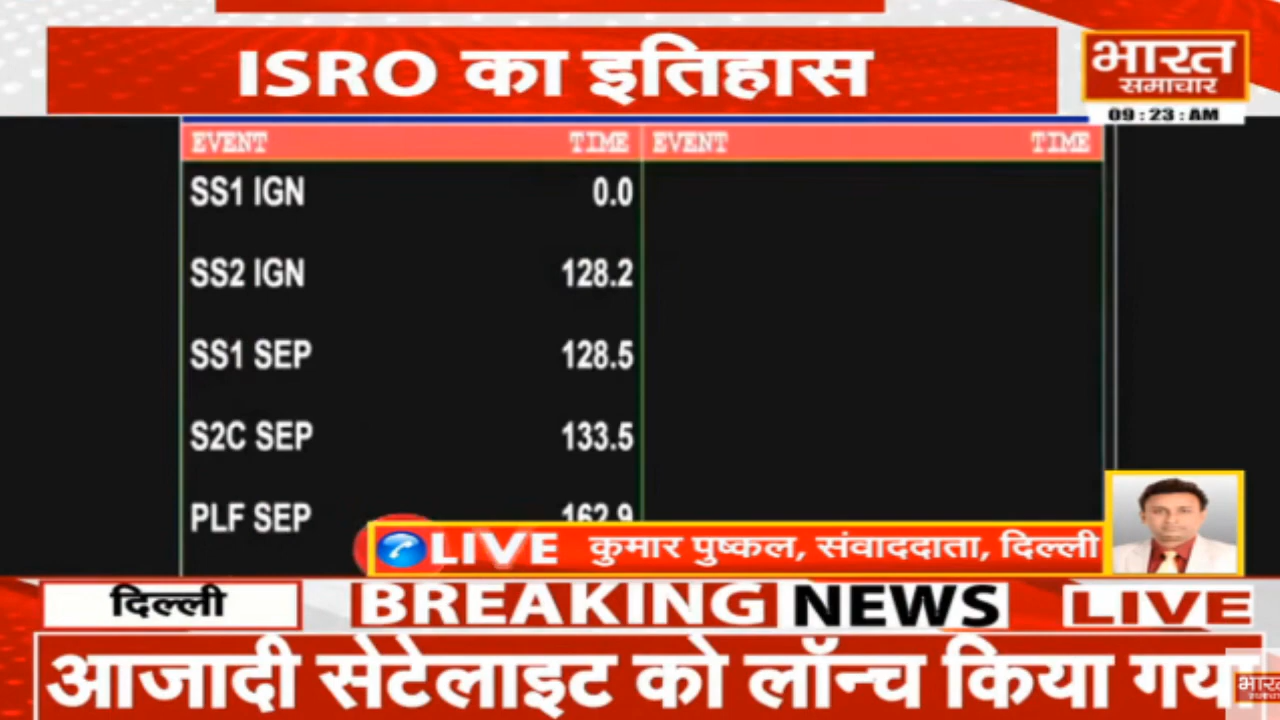 ISRO का इतिहास
भारत
समाचार
09:23:AM
EVENT TIME EVENT TIME
SS1 IGN 0.0
SS2 IGN 128.2
SS1 SEP 128.5
S2C SEP 133.5
PLF SEP 162.9
LIVE कुमार पुष्कल, संवाददाता, दिल्ली
दिल्ली BREAKING NEWS LIVE
आजादी सेटेलाइट को लॉन्च किया गया